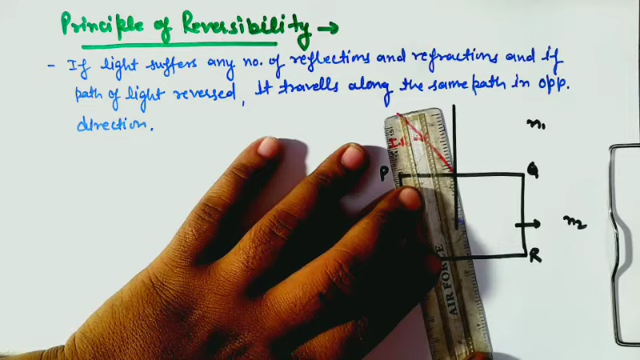 Principle of Reversibility →
- If light suffers any no. of reflections and refractions and if
path of light reversed, It travells along the same path in opp.
direction.
n1
P
Q
n2
R
AIR FORCE